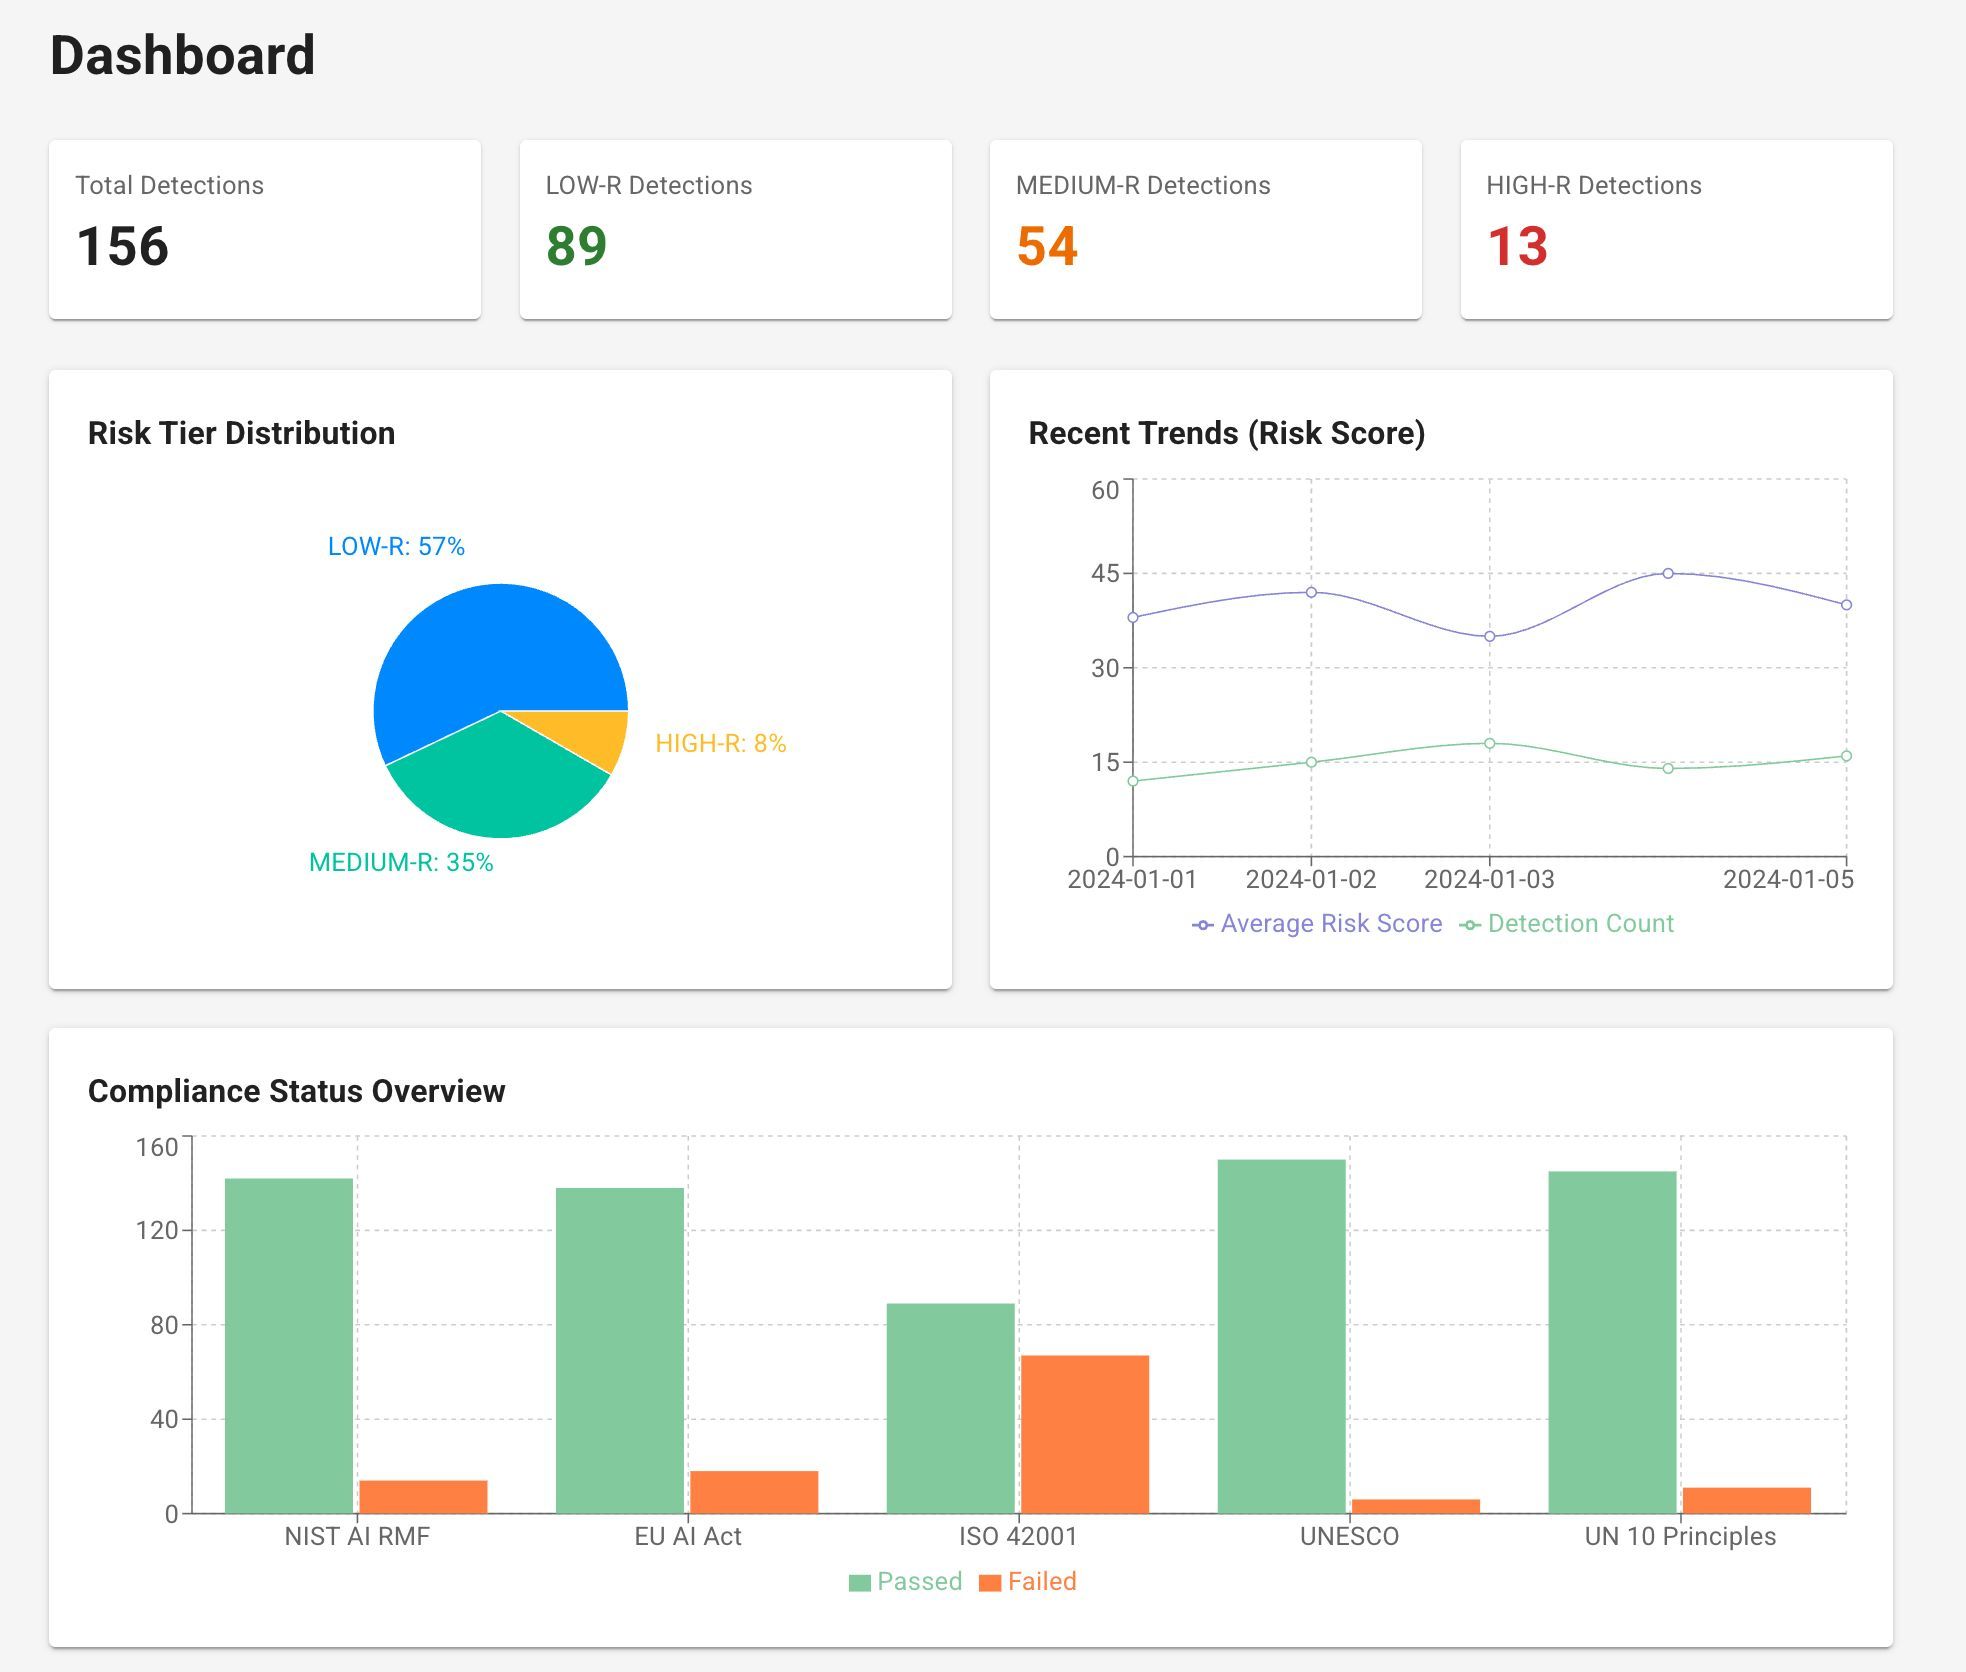 Dashboard
Total Detections
156
LOW-R Detections
89
MEDIUM-R Detections
54
HIGH-R Detections
13
Risk Tier Distribution
LOW-R: 57%
HIGH-R: 8%
MEDIUM-R: 35%
Recent Trends (Risk Score)
60
45
30
15
0
2024-01-01 2024-01-02 2024-01-03 2024-01-05
Average Risk Score Detection Count
Compliance Status Overview
160
120
80
40
0
NIST AI RMF EU AI Act ISO 42001 UNESCO UN 10 Principles
Passed Failed